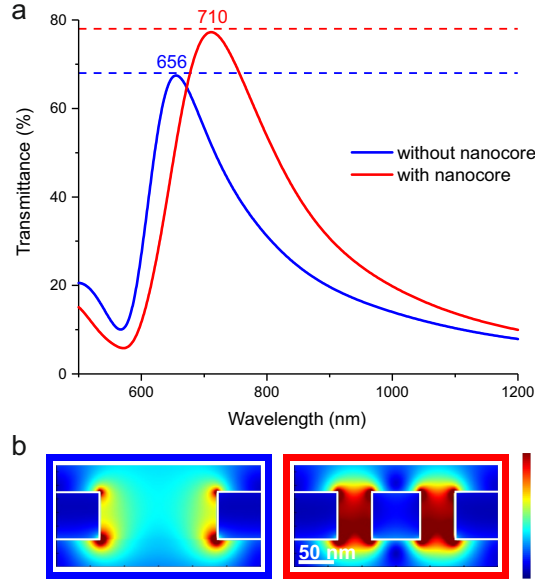 a
80
710
656
60
Transmittance (%)
without nanocore
with nanocore
40
20
0
600
800
1000
1200
Wavelength (nm)
b
50 nm